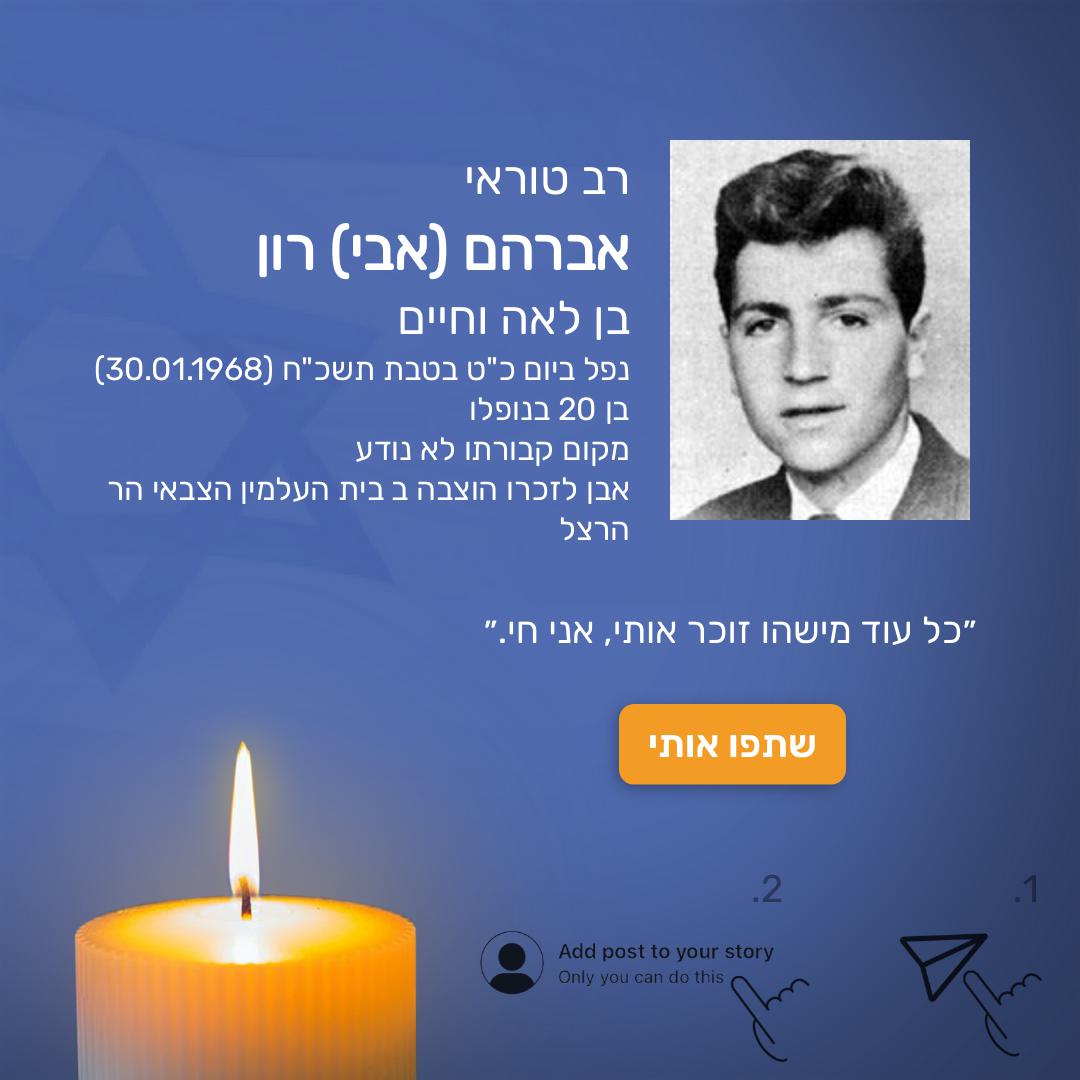 רב טוראי
אברהם (אבי) רון
בן לאה וחיים
נפל ביום כ"ט בטבת תשכ"ח (30.01.1968)
בן 20 בנופלו
מקום קבורתו לא נודע
אבן לזכרו הוצבה ב בית העלמין הצבאי הר
הרצל
״כל עוד מישהו זוכר אותי, אני חי.״
שתפו אותי
1.
2.
Add post to your story
Only you can do this